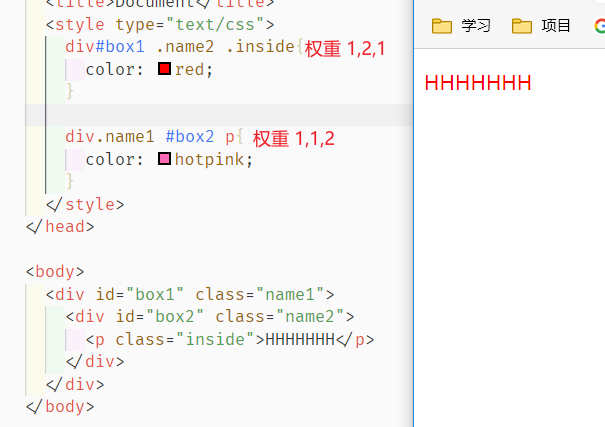 <title>Document</title>
<style type="text/css">
div#box1 .name2 .inside{权重 1,2,1
color: red;
}
div.name1 #box2 p{ 权重 1,1,2
color: hotpink;
}
</style>
</head>
<body>
<div id="box1" class="name1">
<div id="box2" class="name2">
<p class="inside">HHHHHHH</p>
</div>
</div>
</body>
学习 项目
HHHHHHH